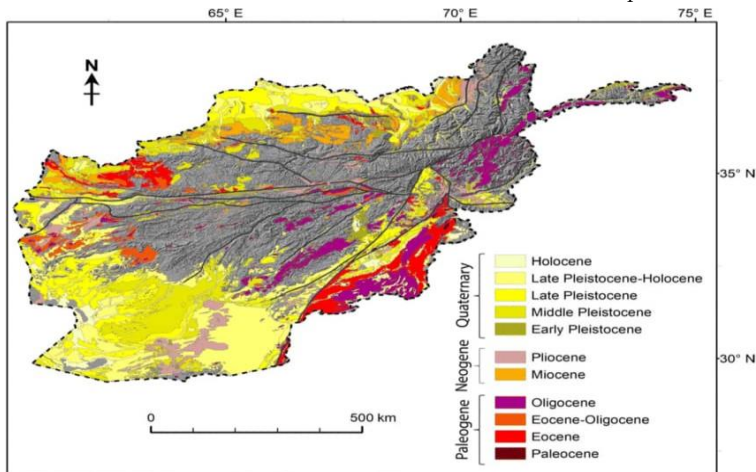 65° E
70° E
75° E
N
35° N
30° N
0
500 km
Quaternary
Holocene
Late Pleistocene-Holocene
Late Pleistocene
Middle Pleistocene
Early Pleistocene
Neogene
Pliocene
Miocene
Paleogene
Oligocene
Eocene-Oligocene
Eocene
Paleocene